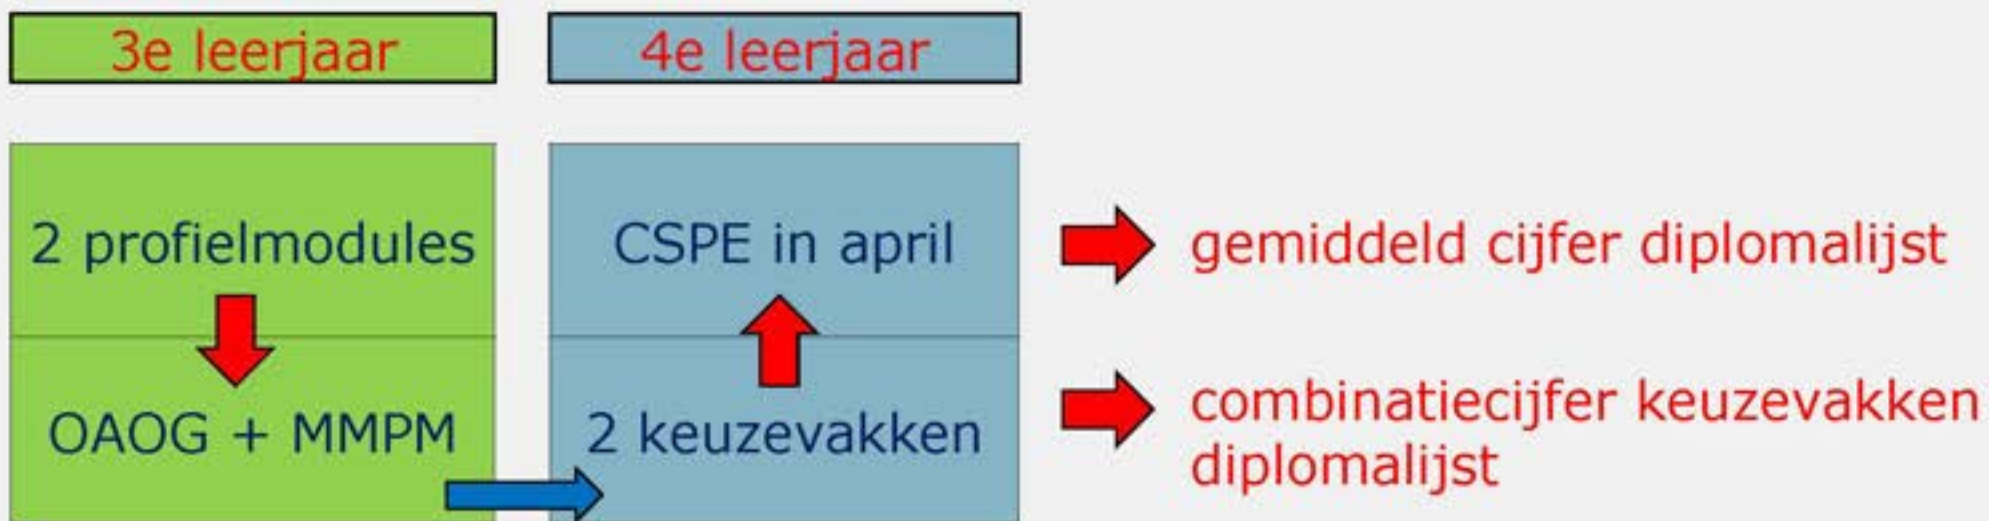 3e leerjaar
4e leerjaar
2 profielmodules
CSPE in april
gemiddeld cijfer diplomalijst
OAOG + MMPM
2 keuzevakken
combinatiecijfer keuzevakken
diplomalijst